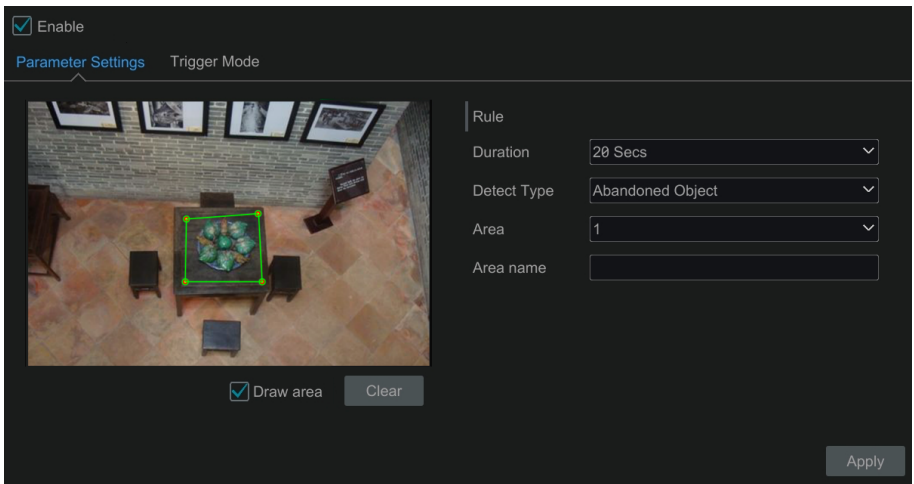 Enable
Parameter Settings
Trigger Mode
Rule
Duration
20 Secs
Detect Type
Abandoned Object
Area
1
Area name
Draw area
Clear
Apply